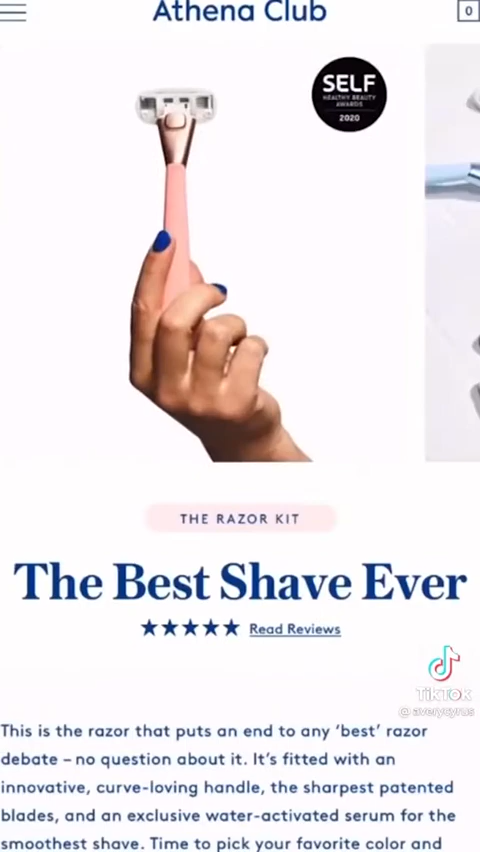 Athena Club
0
SELF
HEALTHY BEAUTY
AWARDS
2020
THE RAZOR KIT
The Best Shave Ever
Read Reviews
TikTok
@averycyrus
This is the razor that puts an end to any ‘best’ razor
debate – no question about it. It’s fitted with an
innovative, curve-loving handle, the sharpest patented
blades, and an exclusive water-activated serum for the
smoothest shave. Time to pick your favorite color and